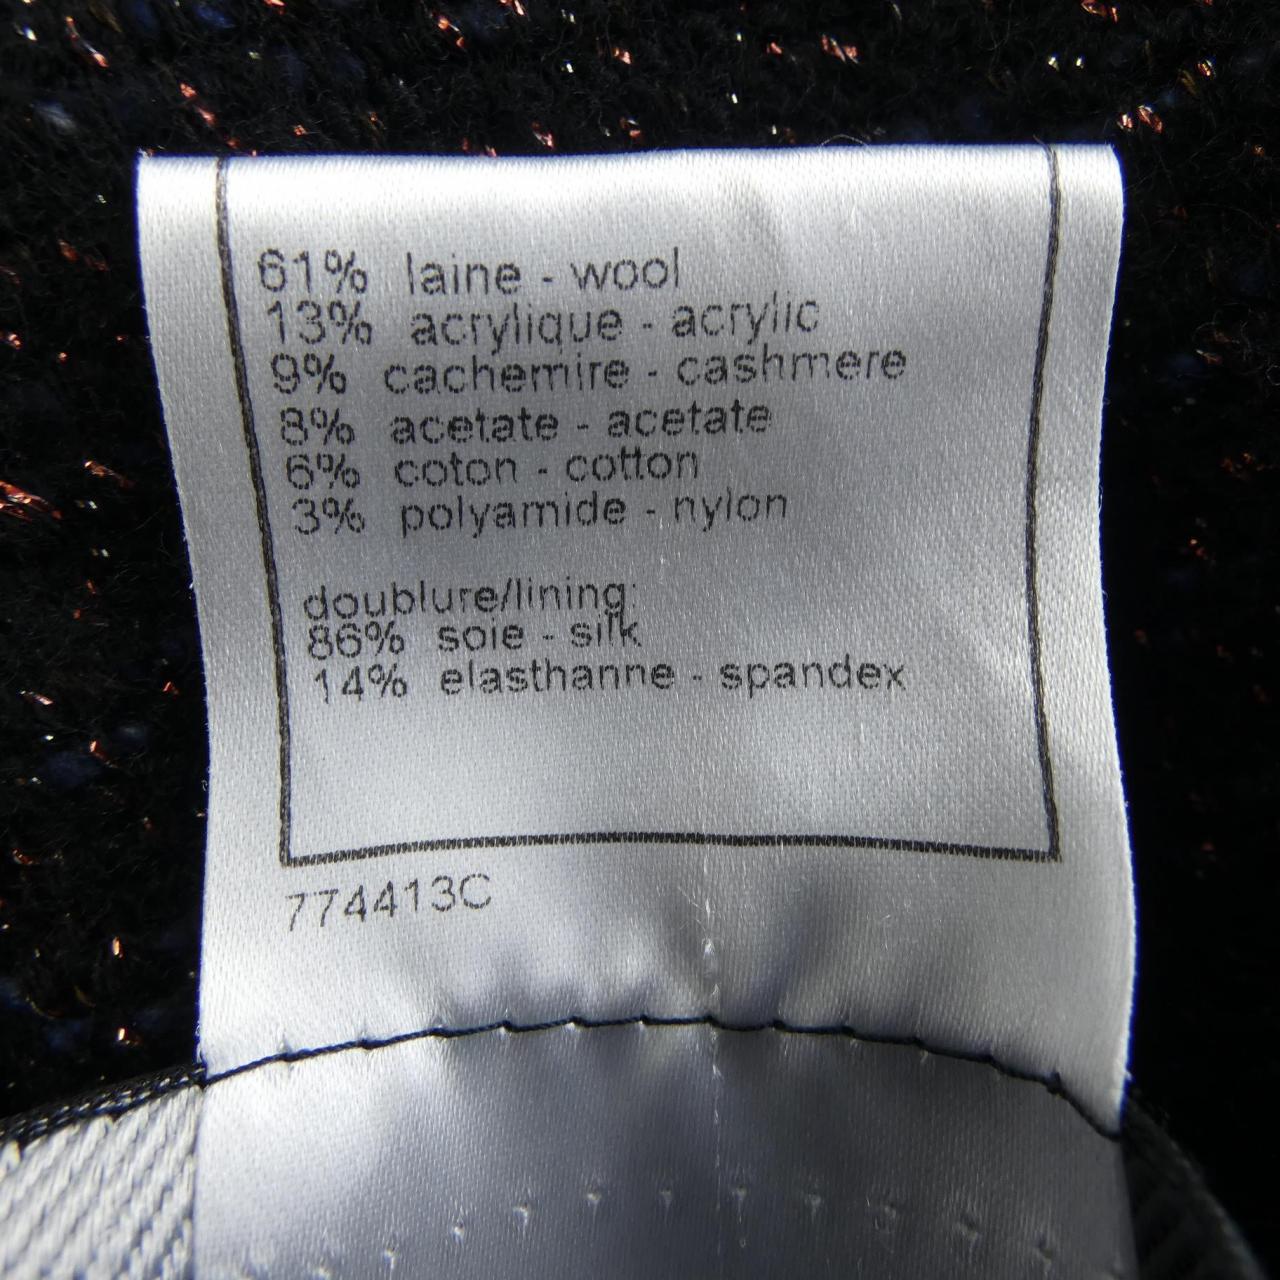 61% laine - wool
13% acrylique - acrylic
9% cachemire - cashmere
8% acetate - acetate
6% coton - cotton
3% polyamide - nylon
doublure/lining:
86% soie - silk
14% elasthanne - spandex
774413C